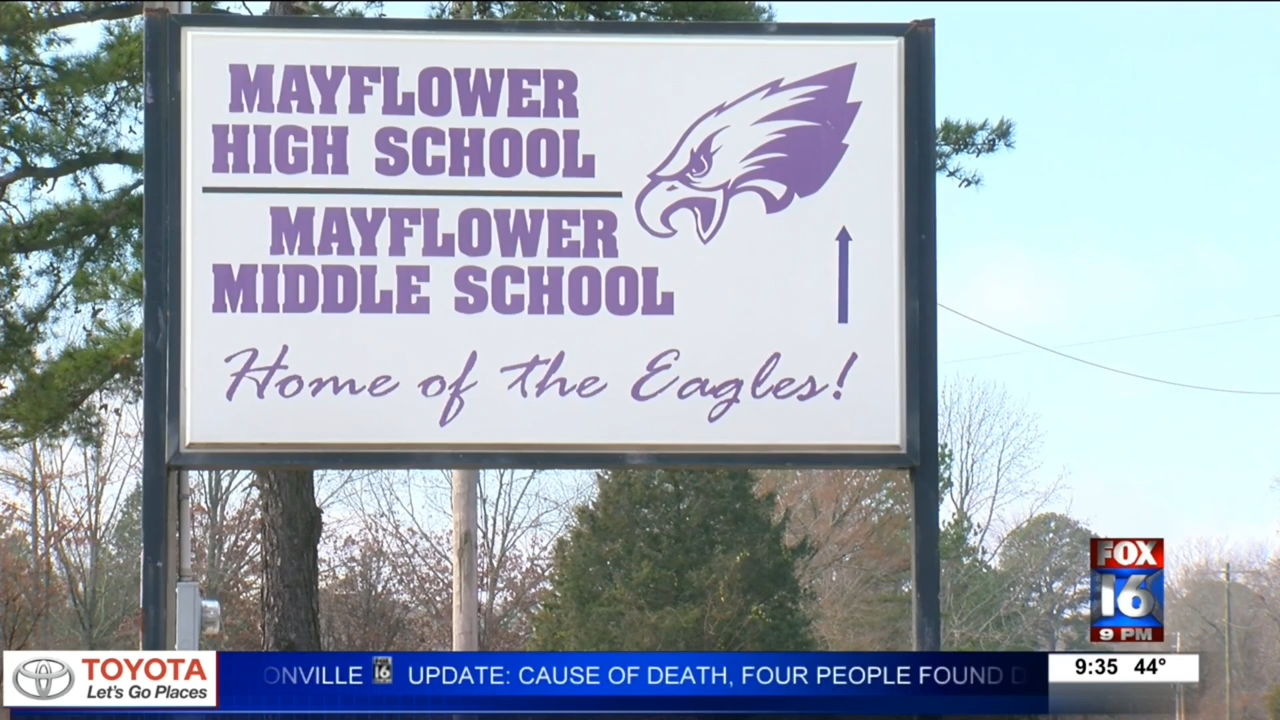 MAYFLOWER
HIGH SCHOOL
MAYFLOWER
MIDDLE SCHOOL
Home of the Eagles!
FOX
16
9 PM
TOYOTA
Let's Go Places
ONVILLE FOX 16 UPDATE: CAUSE OF DEATH, FOUR PEOPLE FOUND D
9:35 44°